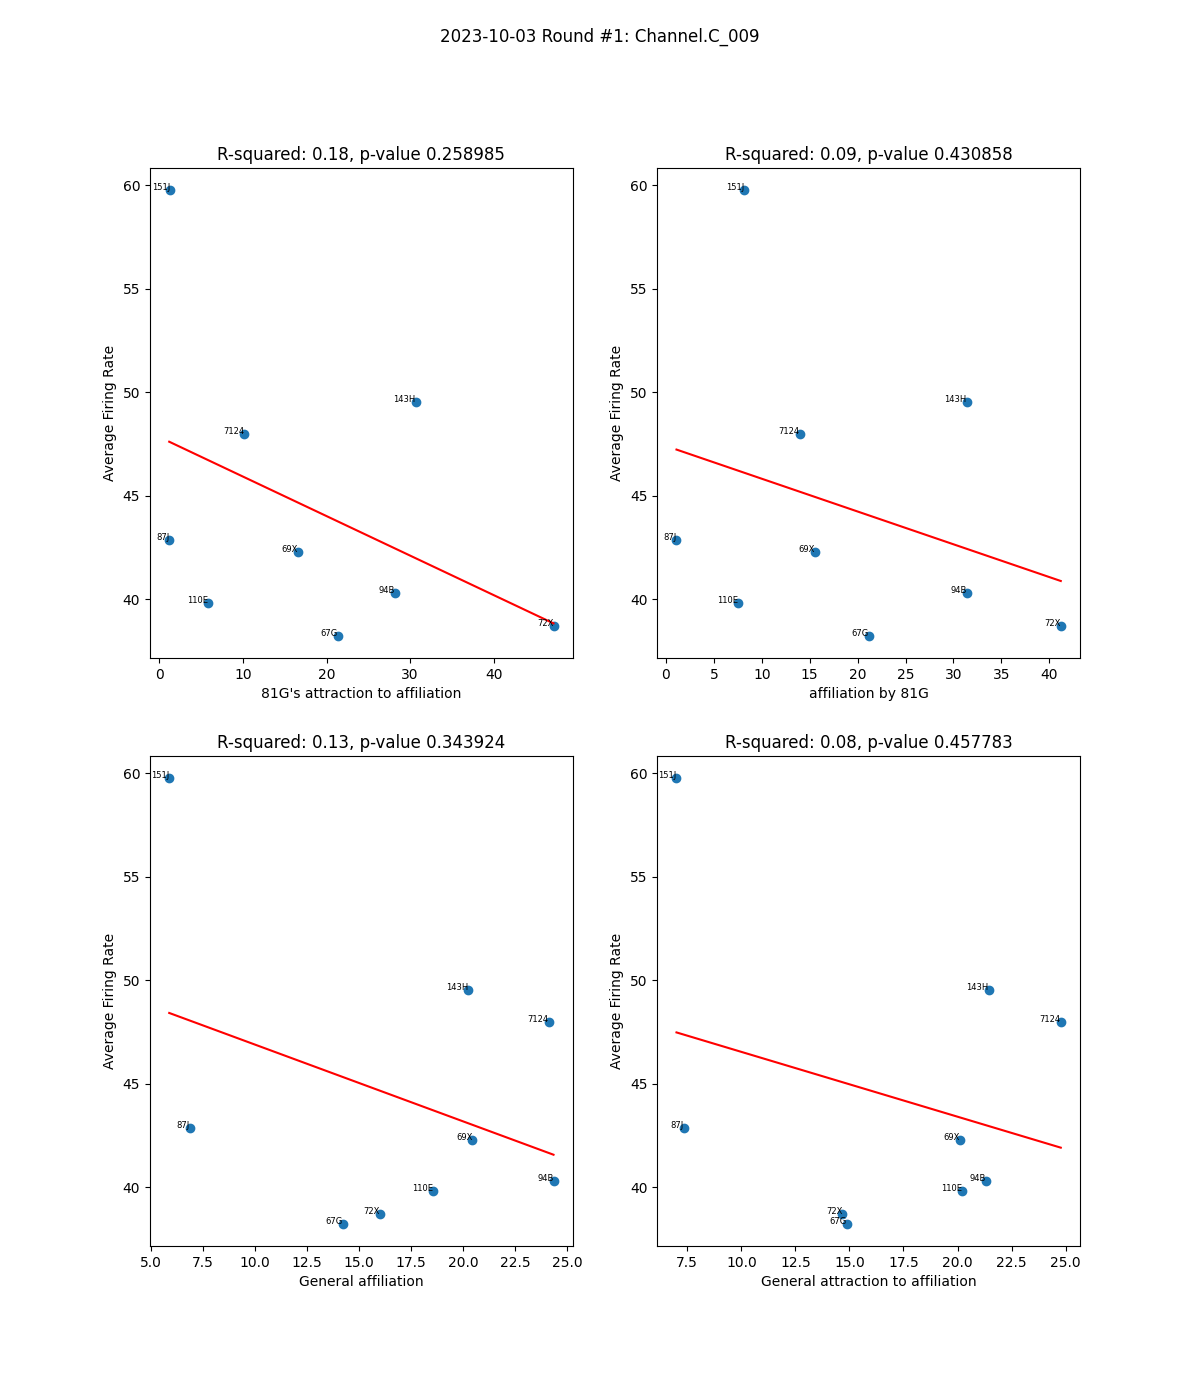 2023-10-03 Round #1: Channel.C_009
R-squared: 0.18, p-value 0.258985
60
55
50
45
40
Average Firing Rate
151J
143H
7124
87J
69X
94B
110E
72X
67G
0 10 20 30 40
81G's attraction to affiliation
R-squared: 0.09, p-value 0.430858
60
55
50
45
40
Average Firing Rate
151J
143H
7124
87J
69X
94B
110E
72X
67G
0 5 10 15 20 25 30 35 40
affiliation by 81G
R-squared: 0.13, p-value 0.343924
60
55
50
45
40
Average Firing Rate
151J
143H
7124
87J
69X
94B
110E
72X
67G
5.0 7.5 10.0 12.5 15.0 17.5 20.0 22.5 25.0
General affiliation
R-squared: 0.08, p-value 0.457783
60
55
50
45
40
Average Firing Rate
151J
143H
7124
87J
69X
94B
110E
72X
67G
7.5 10.0 12.5 15.0 17.5 20.0 22.5 25.0
General attraction to affiliation